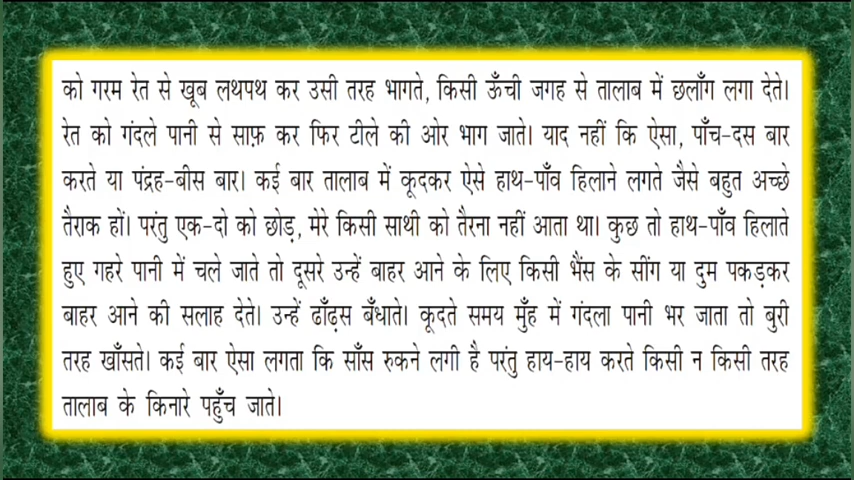 को गरम रेत से खूब लथपथ कर उसी तरह भागते, किसी ऊँची जगह से तालाब में छलाँग लगा देते।
रेत को गंदले पानी से साफ़ कर फिर टीले की ओर भाग जाते। याद नहीं कि ऐसा, पाँच-दस बार
करते या पंद्रह-बीस बार। कई बार तालाब में कूदकर ऐसे हाथ-पाँव हिलाने लगते जैसे बहुत अच्छे
तैराक हों। परंतु एक-दो को छोड़, मेरे किसी साथी को तैरना नहीं आता था। कुछ तो हाथ-पाँव हिलाते
हुए गहरे पानी में चले जाते तो दूसरे उन्हें बाहर आने के लिए किसी भैंस के सींग या दुम पकड़कर
बाहर आने की सलाह देते। उन्हें ढाँढ़स बँधाते। कूदते समय मुँह में गंदला पानी भर जाता तो बुरी
तरह खाँसते। कई बार ऐसा लगता कि साँस रुकने लगी है परंतु हाय-हाय करते किसी न किसी तरह
तालाब के किनारे पहुँच जाते।